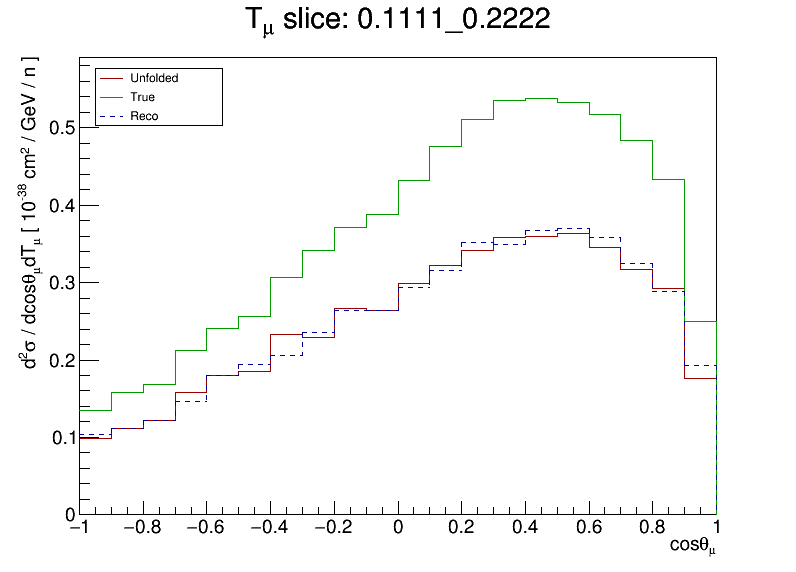 Tμ slice: 0.1111_0.2222
d²σ / dcosθμdTμ [ 10⁻³⁸ cm² / GeV / n ]
Unfolded
True
Reco
0.5
0.4
0.3
0.2
0.1
0
−1 −0.8 −0.6 −0.4 −0.2 0 0.2 0.4 0.6 0.8 1
cosθμ